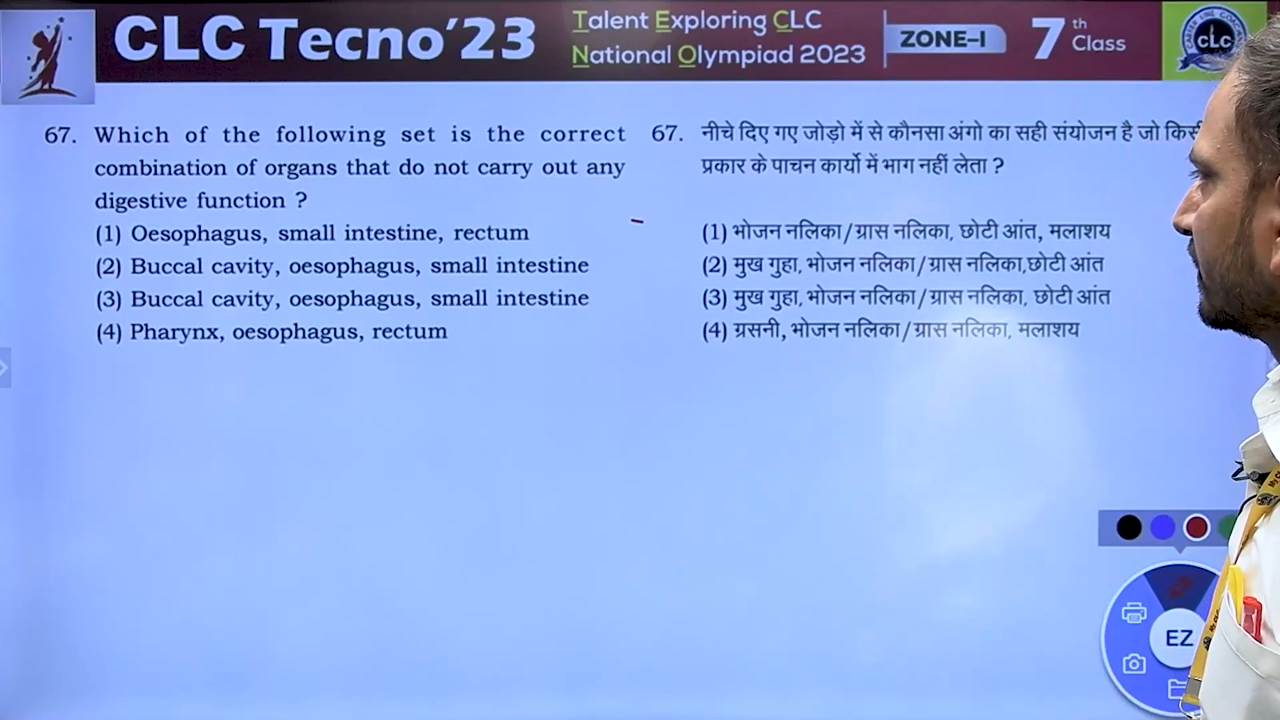 CLC Tecno'23
Talent Exploring CLC
National Olympiad 2023
ZONE-I
7th Class
CLC
67. Which of the following set is the correct
combination of organs that do not carry out any
digestive function ?
(1) Oesophagus, small intestine, rectum
(2) Buccal cavity, oesophagus, small intestine
(3) Buccal cavity, oesophagus, small intestine
(4) Pharynx, oesophagus, rectum
67. नीचे दिए गए जोड़ो में से कौनसा अंगो का सही संयोजन है जो
प्रकार के पाचन कार्यो में भाग नहीं लेता ?
(1) भोजन नलिका/ग्रास नलिका, छोटी आंत, मलाशय
(2) मुख गुहा, भोजन नलिका/ग्रास नलिका,छोटी आंत
(3) मुख गुहा, भोजन नलिका/ग्रास नलिका, छोटी आंत
(4) ग्रसनी, भोजन नलिका/ग्रास नलिका, मलाशय
EZ